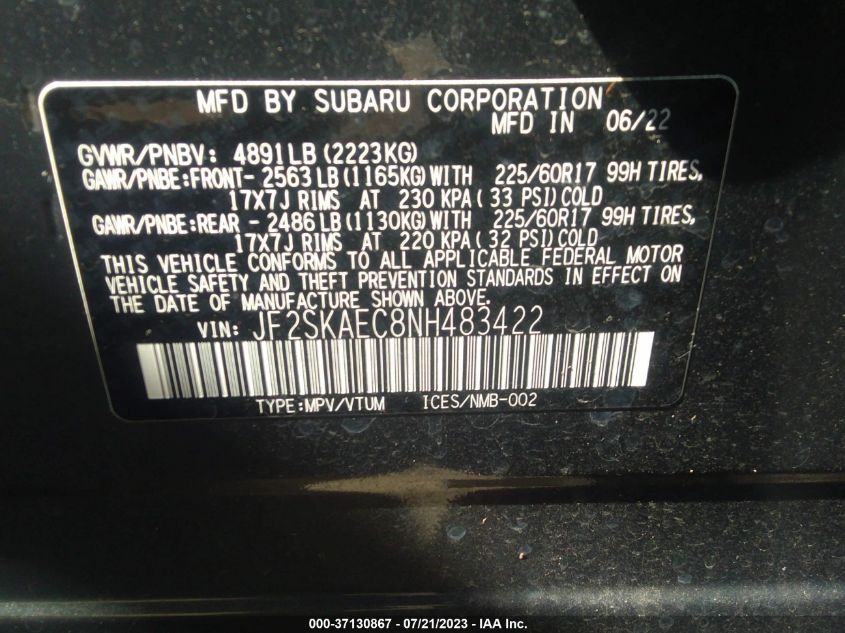 MFD BY SUBARU CORPORATION
MFD IN 06/22
GVWR/PNBV: 4891LB (2223KG)
GAWR/PNBE:FRONT- 2563 LB (1165KG) WITH 225/60R17 99H TIRES,
17X7J RIMS AT 230 KPA ( 33 PSI) COLD
GAWR/PNBE:REAR - 2486 LB (1130KG) WITH 225/60R17 99H TIRES,
17X7J RIMS AT 220 KPA ( 32 PSI) COLD
THIS VEHICLE CONFORMS TO ALL APPLICABLE FEDERAL MOTOR
VEHICLE SAFETY AND THEFT PREVENTION STANDARDS IN EFFECT ON
THE DATE OF MANUFACTURE SHOWN ABOVE.
VIN: JF2SKAEC8NH483422
TYPE:MPV/VTUM ICES/NMB-002
000-37130867 - 07/21/2023 - IAA Inc.